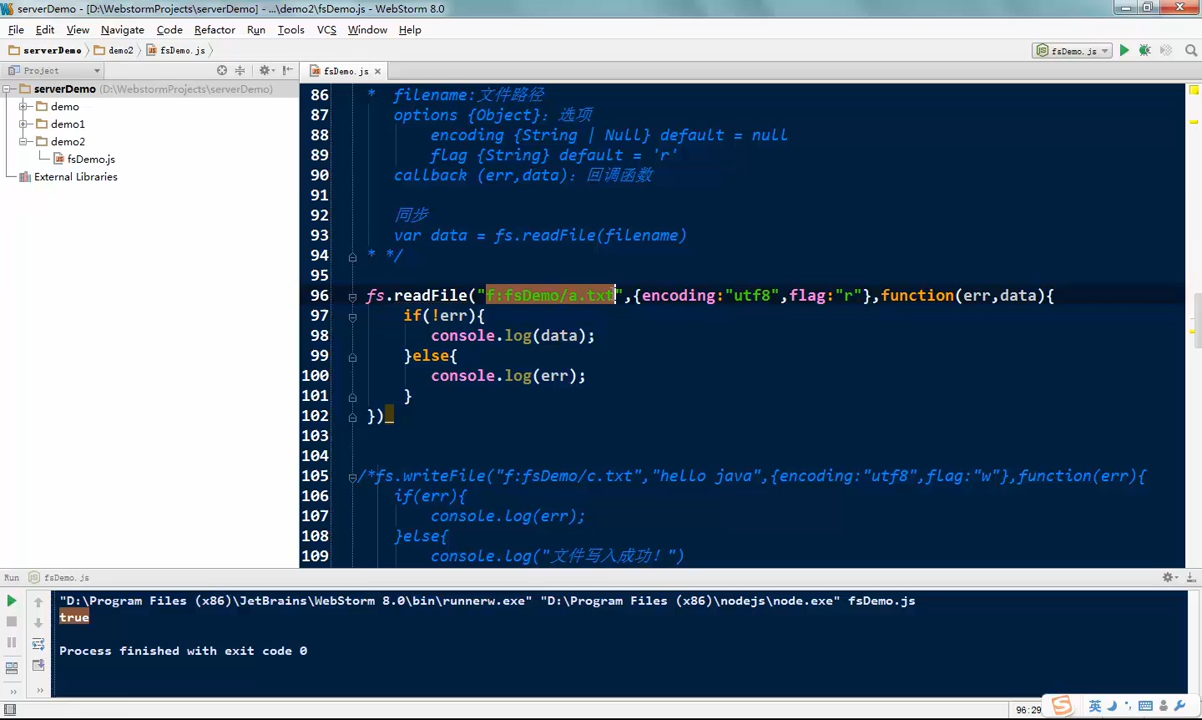 serverDemo - [D:\WebstormProjects\serverDemo] - ...\demo2\fsDemo.js - WebStorm 8.0
File Edit View Navigate Code Refactor Run Tools VCS Window Help
serverDemo demo2 fsDemo.js fsDemo.js
Project fsDemo.js
serverDemo (D:\WebstormProjects\serverDemo)
demo
demo1
demo2
fsDemo.js
External Libraries
86 * filename:文件路径
87 options {Object}: 选项
88 encoding {String | Null} default = null
89 flag {String} default = 'r'
90 callback (err,data): 回调函数
91
92 同步
93 var data = fs.readFile(filename)
94 * */
95
96 fs.readFile("f:fsDemo/a.txt",{encoding:"utf8",flag:"r"},function(err,data){
97 if(!err){
98 console.log(data);
99 }else{
100 console.log(err);
101 }
102 })
103
104
105 /*fs.writeFile("f:fsDemo/c.txt","hello java",{encoding:"utf8",flag:"w"},function(err){
106 if(err){
107 console.log(err);
108 }else{
109 console.log("文件写入成功！")
Run fsDemo.js
"D:\Program Files (x86)\JetBrains\WebStorm 8.0\bin\runnerw.exe" "D:\Program Files (x86)\nodejs\node.exe" fsDemo.js
true
Process finished with exit code 0
96:29
英